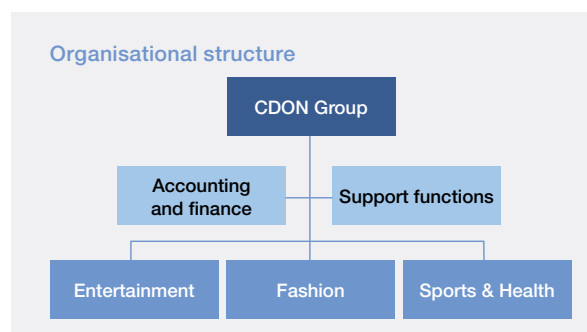 Organisational structure
CDON Group
Accounting
and finance
Support functions
Entertainment
Fashion
Sports & Health